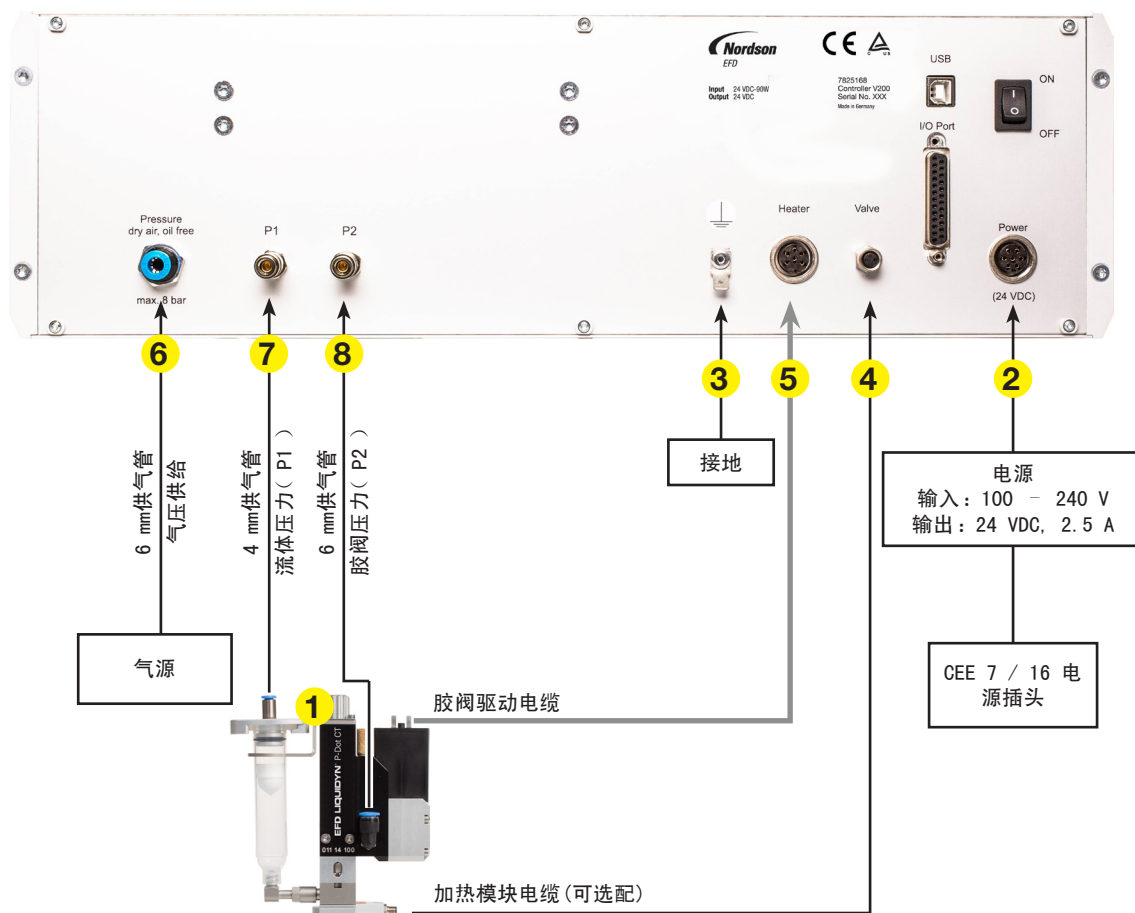 Nordson
EFD
Input 24 VDC-90W
Output 24 VDC
CE
C US
7825168
Controller V200
Serial No. XXX
Made in Germany
USB
ON
OFF
I/O Port
Pressure
dry air, oil free
max. 8 bar
P1
P2
Heater
Valve
Power
(24 VDC)
6
7
8
3
5
4
2
6 mm供气管
气压供给
4 mm供气管
流体压力( P1 )
6 mm供气管
胶阀压力( P2 )
接地
电源
输入: 100 – 240 V
输出: 24 VDC, 2.5 A
气源
CEE 7 / 16 电
源插头
1
胶阀驱动电缆
EFD LIQUIDYN® P-Dot CT
011 14 100
加热模块电缆(可选配)